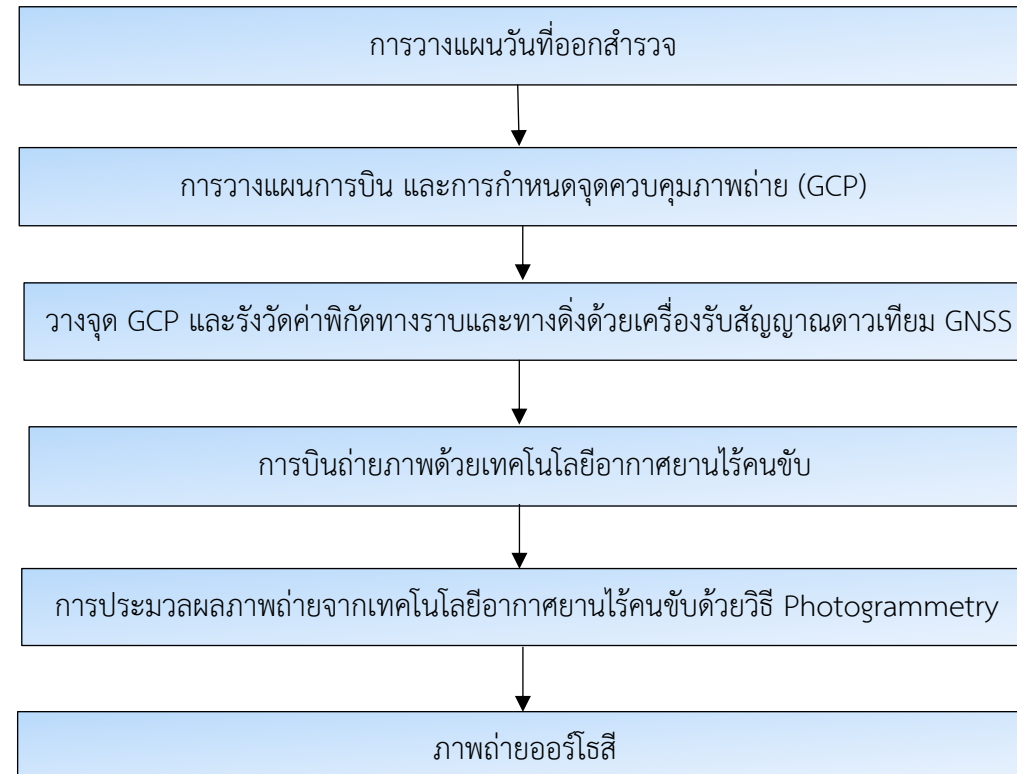 การวางแผนวันที่ออกสำรวจ
การวางแผนการบิน และการกำหนดจุดควบคุมภาพถ่าย (GCP)
วางจุด GCP และรังวัดค่าพิกัดทางราบและทางดิ่งด้วยเครื่องรับสัญญาณดาวเทียม GNSS
การบินถ่ายภาพด้วยเทคโนโลยีอากาศยานไร้คนขับ
การประมวลผลภาพถ่ายจากเทคโนโลยีอากาศยานไร้คนขับด้วยวิธี Photogrammetry
ภาพถ่ายออร์โธสี